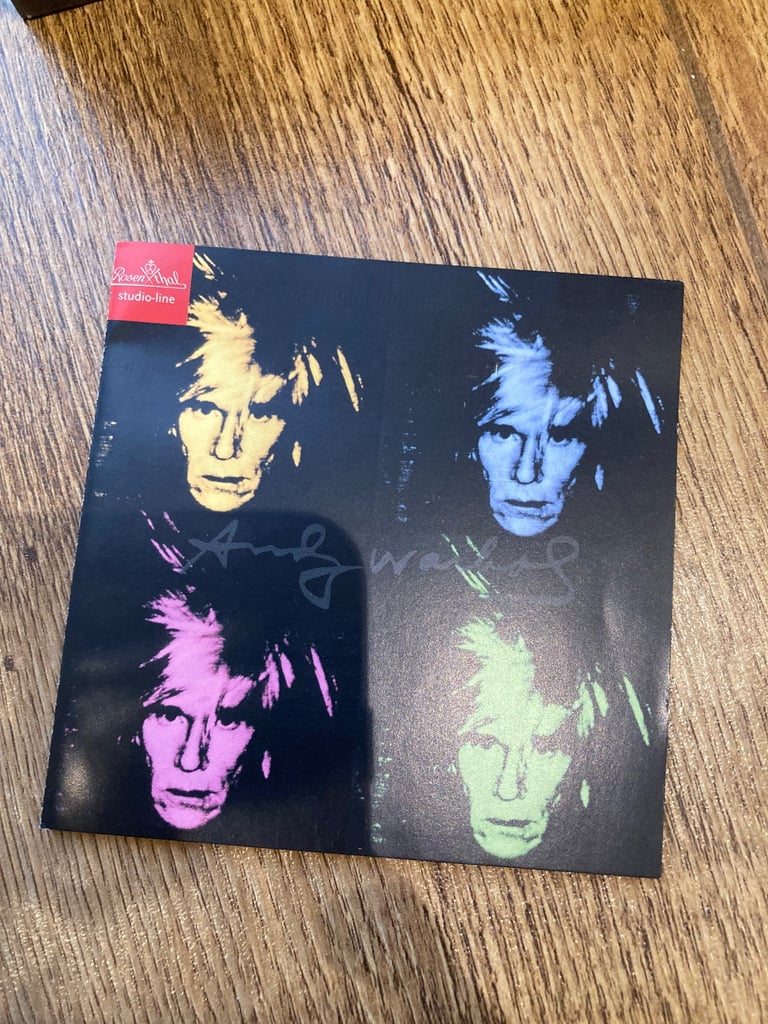 Rosenthal
studio-line
Andy Warhol